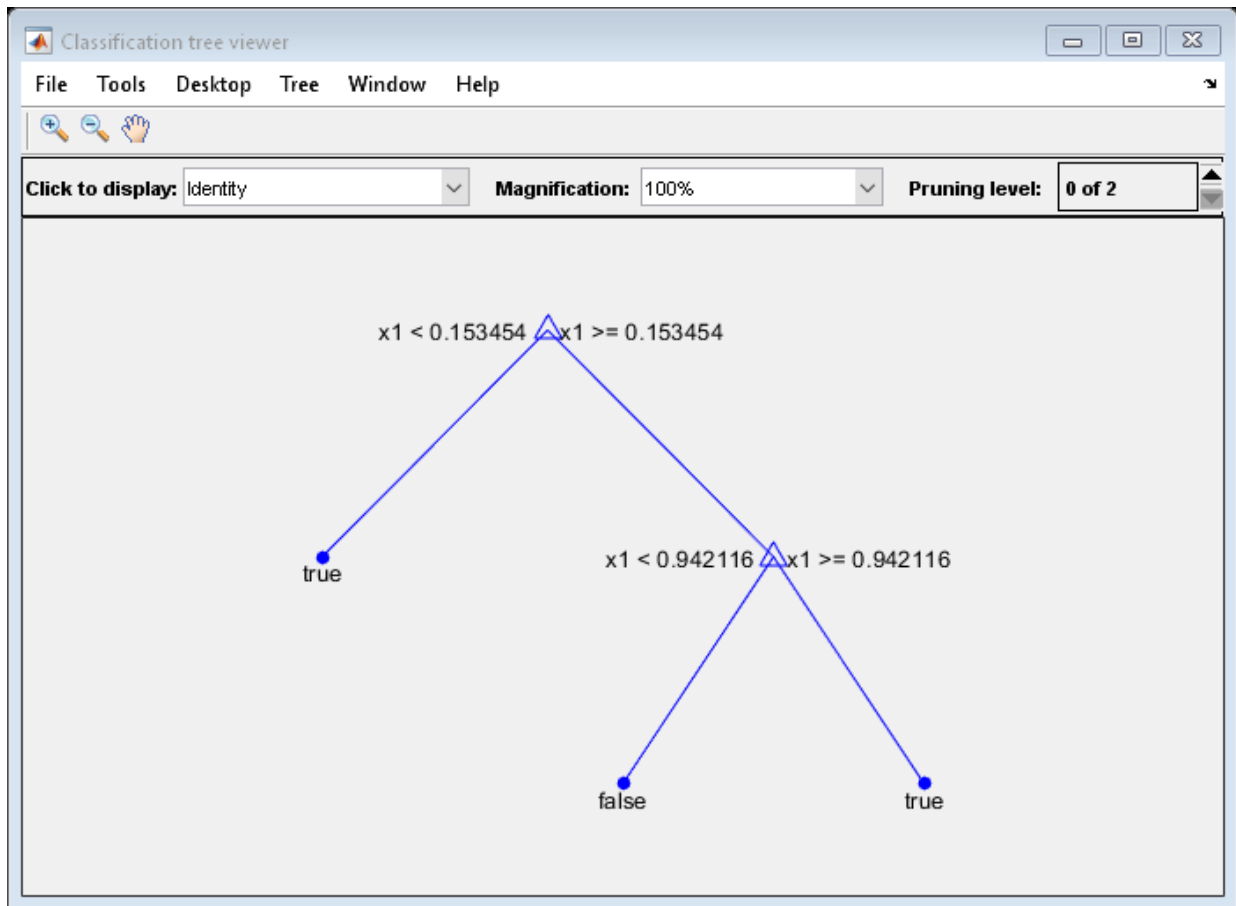 Classification tree viewer
File Tools Desktop Tree Window Help
Click to display: Identity Magnification: 100% Pruning level: 0 of 2
x1 < 0.153454 x1 >= 0.153454
true
x1 < 0.942116 x1 >= 0.942116
false
true